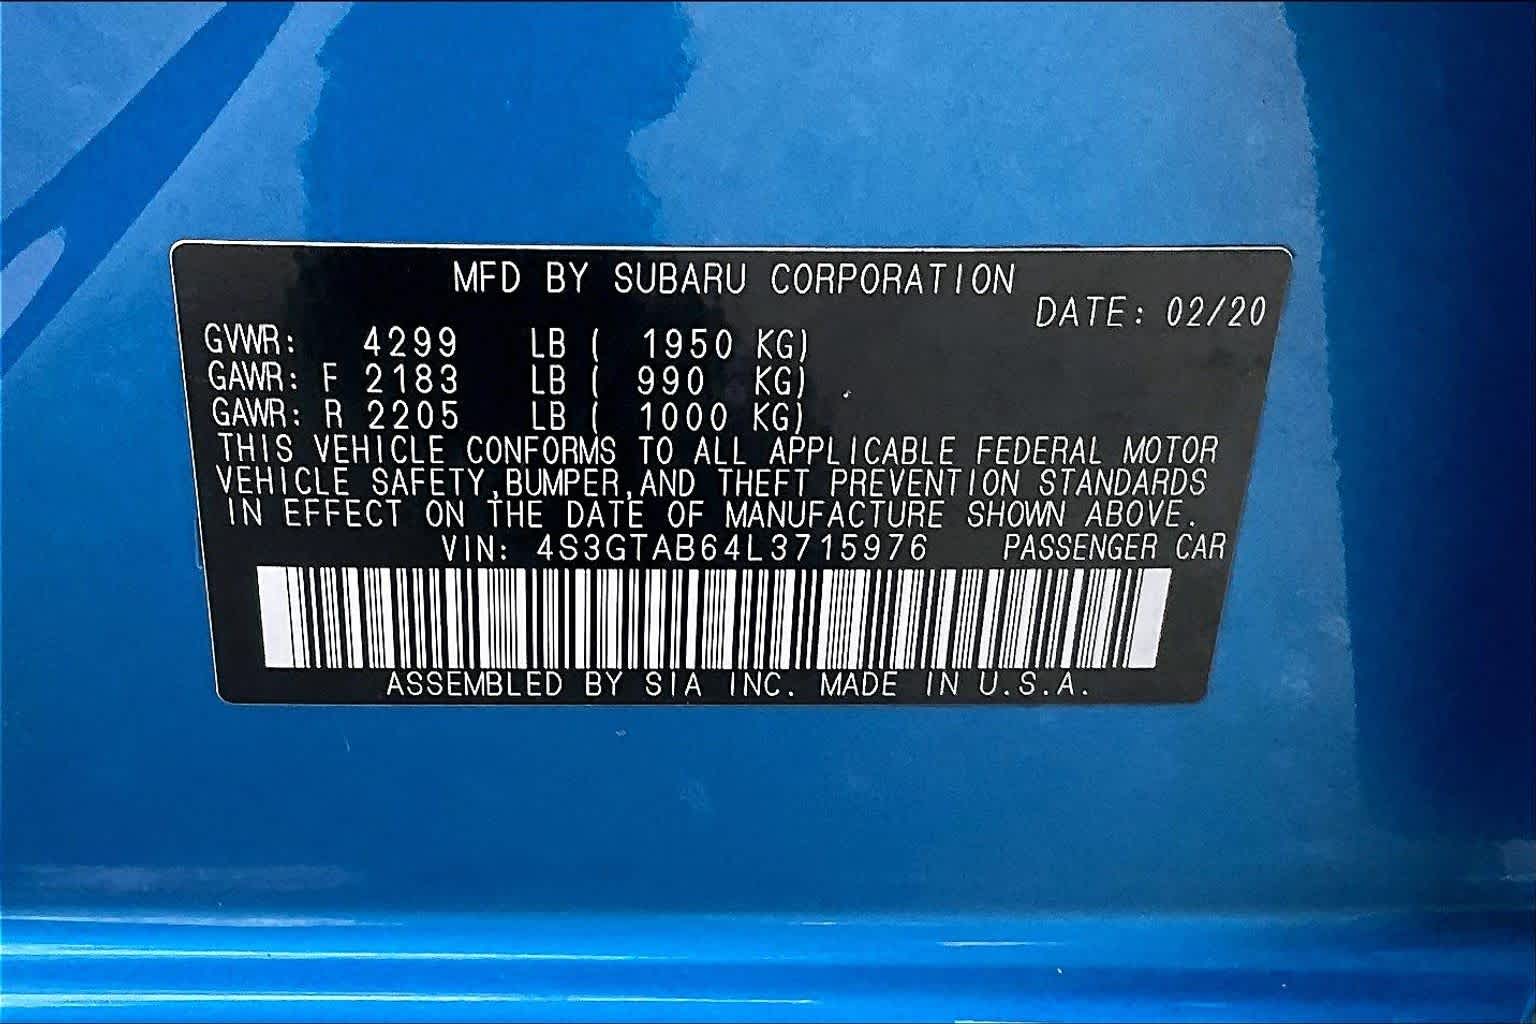 MFD BY SUBARU CORPORATION
DATE: 02/20
GVWR: 4299 LB ( 1950 KG)
GAWR: F 2183 LB ( 990 KG)
GAWR: R 2205 LB ( 1000 KG)
THIS VEHICLE CONFORMS TO ALL APPLICABLE FEDERAL MOTOR
VEHICLE SAFETY,BUMPER,AND THEFT PREVENTION STANDARDS
IN EFFECT ON THE DATE OF MANUFACTURE SHOWN ABOVE.
VIN: 4S3GTAB64L3715976 PASSENGER CAR
ASSEMBLED BY SIA INC. MADE IN U.S.A.